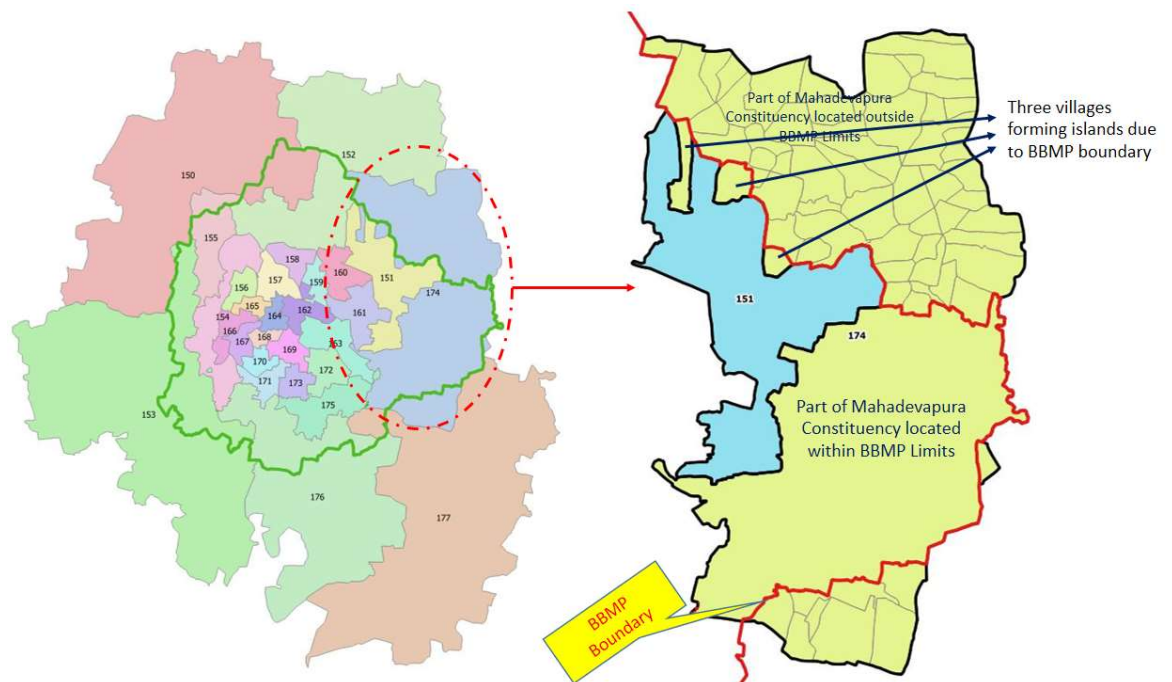 150
152
155
158
160
159
151
156
157
174
165
154
164
162
161
166
167
168
163
169
170
172
171
173
175
153
176
177
Part of Mahadevapura
Constituency located outside
BBMP Limits
Three villages
forming islands due
to BBMP boundary
151
174
Part of Mahadevapura
Constituency located
within BBMP Limits
BBMP
Boundary